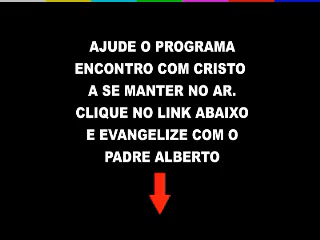 AJUDE O PROGRAMA
ENCONTRO COM CRISTO
A SE MANTER NO AR.
CLIQUE NO LINK ABAIXO
E EVANGELIZE COM O
PADRE ALBERTO